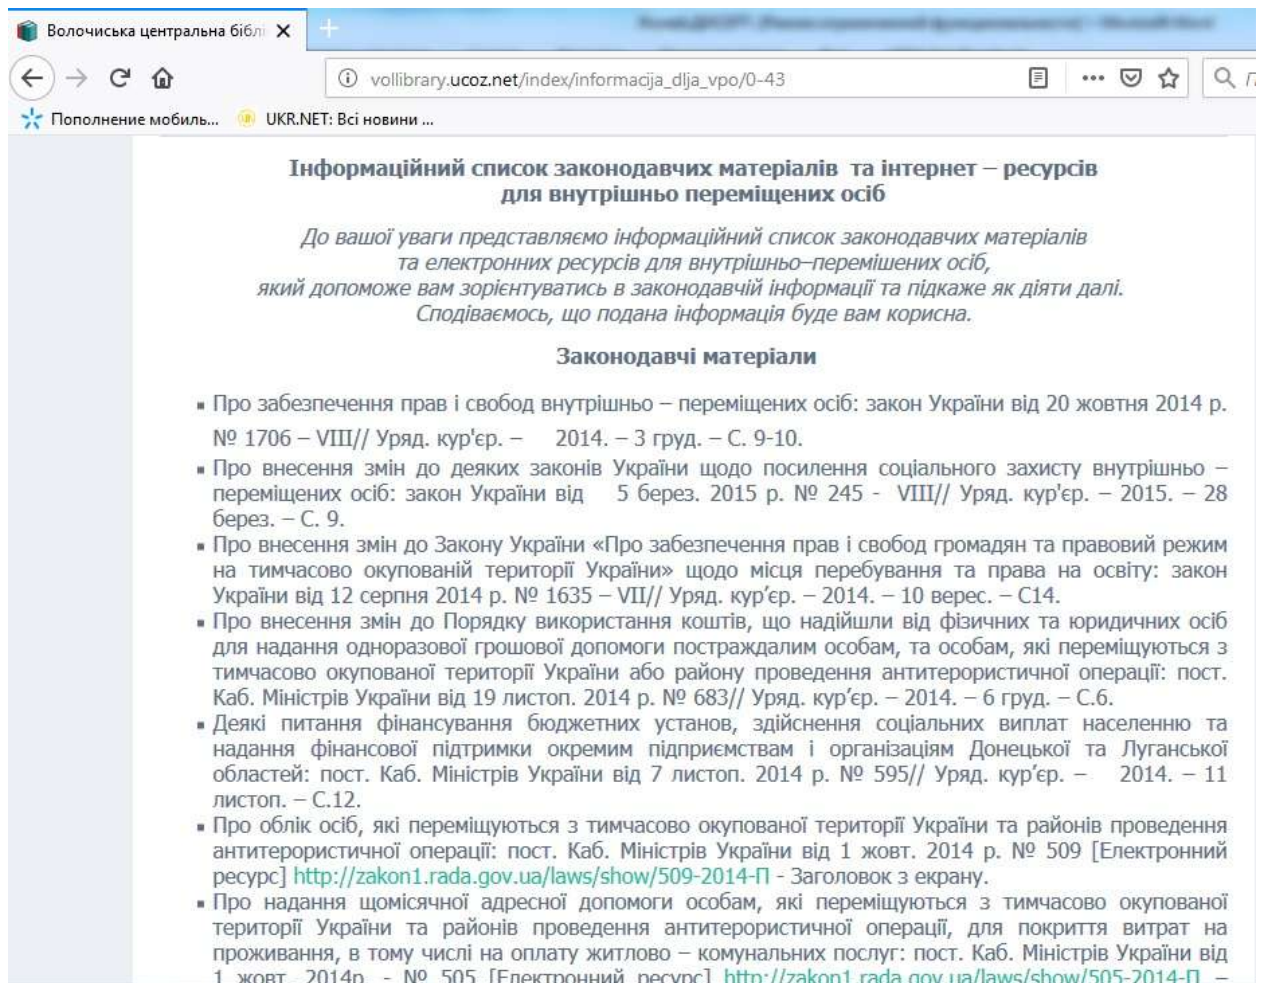 Волочиська центральна бібл
vollibrary.ucoz.net/index/informacija_dlja_vpo/0-43
Пополнение мобиль... UKR.NET: Всі новини ...
Інформаційний список законодавчих матеріалів та інтернет – ресурсів
для внутрішньо переміщених осіб
До вашої уваги представляємо інформаційний список законодавчих матеріалів
та електронних ресурсів для внутрішньо–перемішених осіб,
який допоможе вам зорієнтуватись в законодавчій інформації та підкаже як діяти далі.
Сподіваємось, що подана інформація буде вам корисна.
Законодавчі матеріали
▪ Про забезпечення прав і свобод внутрішньо – переміщених осіб: закон України від 20 жовтня 2014 р.
№ 1706 – VIII// Уряд. кур'єр. – 2014. – 3 груд. – С. 9-10.
▪ Про внесення змін до деяких законів України щодо посилення соціального захисту внутрішньо –
переміщених осіб: закон України від 5 берез. 2015 р. № 245 - VIII// Уряд. кур'єр. – 2015. – 28
берез. – С. 9.
▪ Про внесення змін до Закону України «Про забезпечення прав і свобод громадян та правовий режим
на тимчасово окупованій території України» щодо місця перебування та права на освіту: закон
України від 12 серпня 2014 р. № 1635 – VII// Уряд. кур’єр. – 2014. – 10 верес. – С14.
▪ Про внесення змін до Порядку використання коштів, що надійшли від фізичних та юридичних осіб
для надання одноразової грошової допомоги постраждалим особам, та особам, які переміщуються з
тимчасово окупованої території України або району проведення антитерористичної операції: пост.
Каб. Міністрів України від 19 листоп. 2014 р. № 683// Уряд. кур’єр. – 2014. – 6 груд. – С.6.
▪ Деякі питання фінансування бюджетних установ, здійснення соціальних виплат населенню та
надання фінансової підтримки окремим підприємствам і організаціям Донецької та Луганської
областей: пост. Каб. Міністрів України від 7 листоп. 2014 р. № 595// Уряд. кур’єр. – 2014. – 11
листоп. – С.12.
▪ Про облік осіб, які переміщуються з тимчасово окупованої території України та районів проведення
антитерористичної операції: пост. Каб. Міністрів України від 1 жовт. 2014 р. № 509 [Електронний
ресурс] http://zakon1.rada.gov.ua/laws/show/509-2014-П - Заголовок з екрану.
▪ Про надання щомісячної адресної допомоги особам, які переміщуються з тимчасово окупованої
території України та районів проведення антитерористичної операції, для покриття витрат на
проживання, в тому числі на оплату житлово – комунальних послуг: пост. Каб. Міністрів України від
1 жовт. 2014р. - № 505 [Електронний ресурс] http://zakon1.rada.gov.ua/laws/show/505-2014-П –